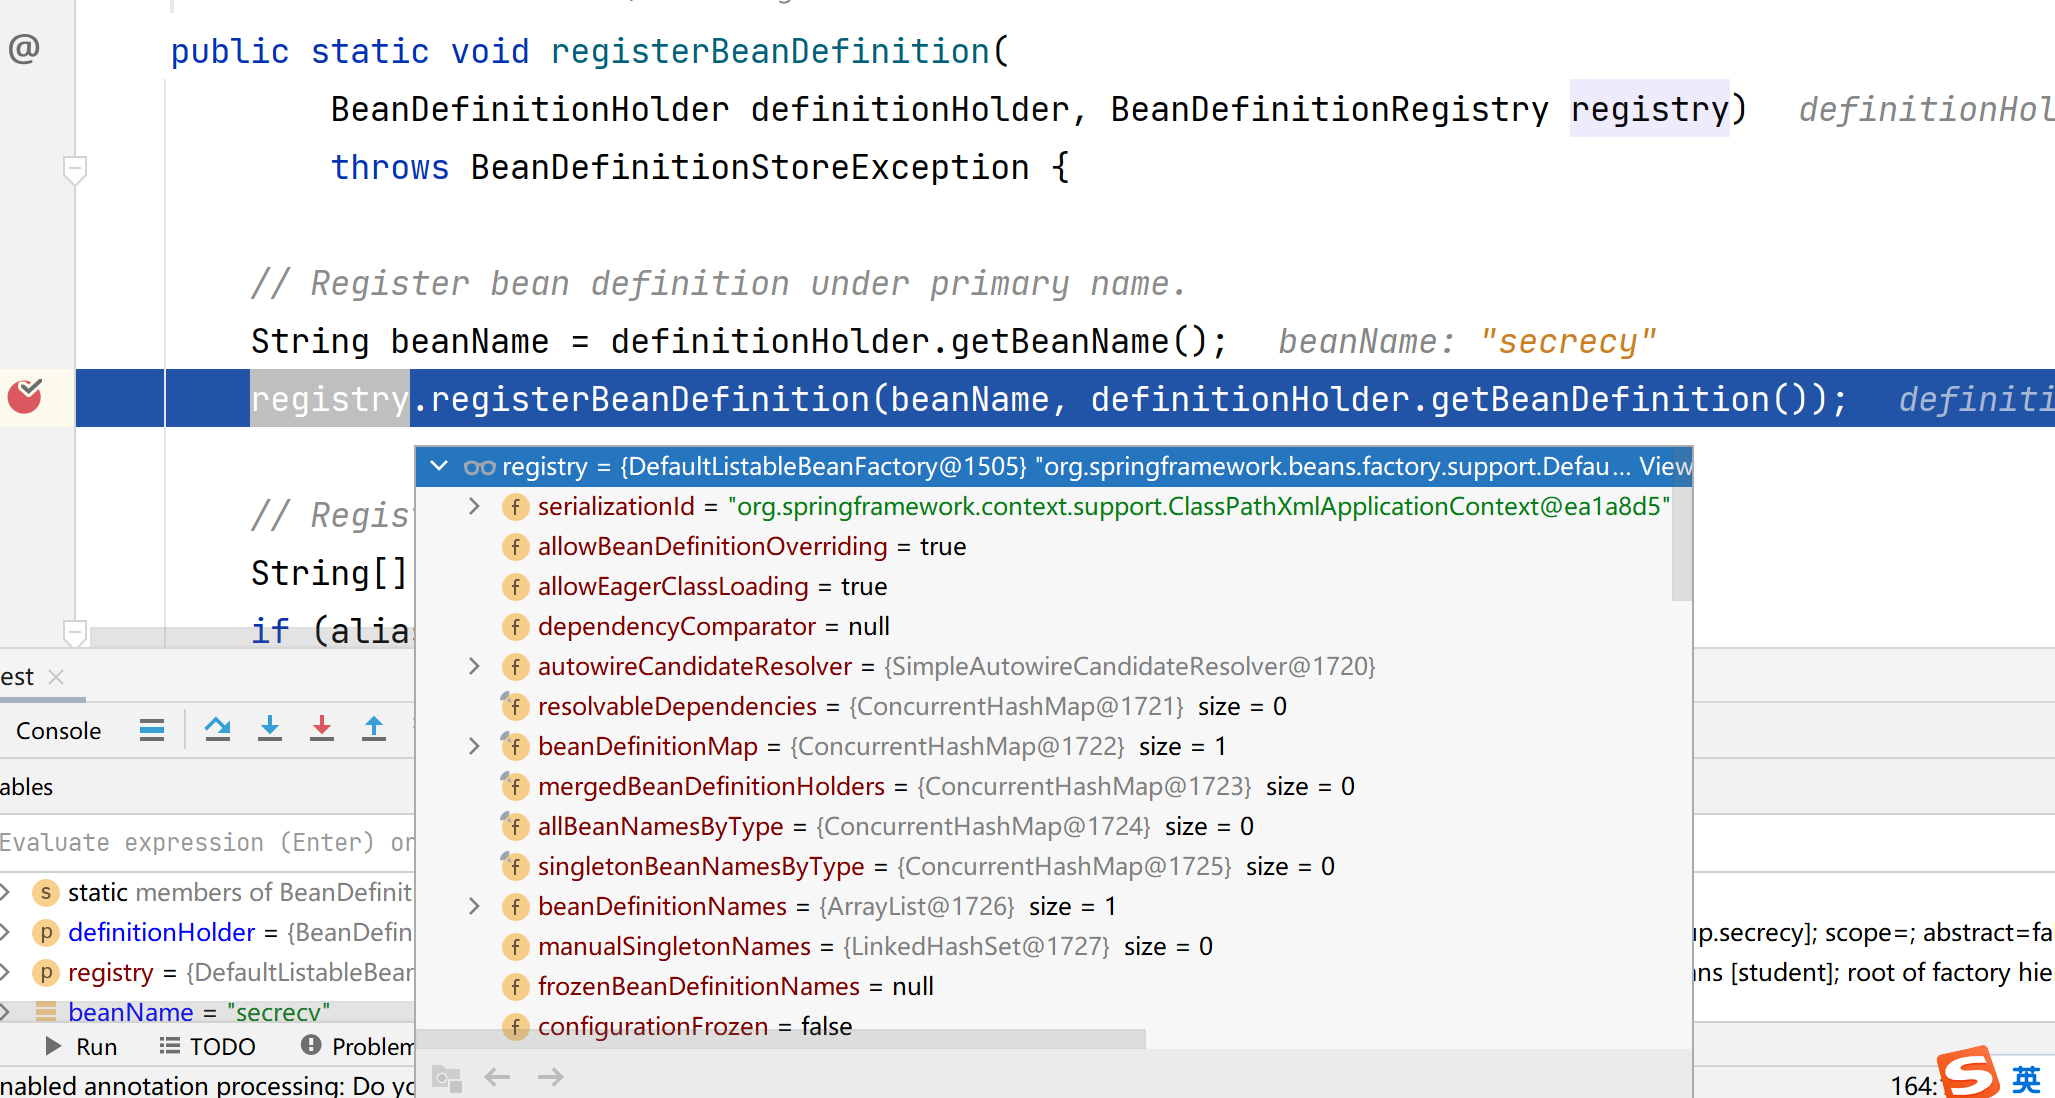 @
public static void registerBeanDefinition(
BeanDefinitionHolder definitionHolder, BeanDefinitionRegistry registry) definitionHol
throws BeanDefinitionStoreException {
// Register bean definition under primary name.
String beanName = definitionHolder.getBeanName(); beanName: "secrecy"
registry.registerBeanDefinition(beanName, definitionHolder.getBeanDefinition()); definiti
// Regis
String[]
if (alia
registry = {DefaultListableBeanFactory@1505} "org.springframework.beans.factory.support.Defau... View
serializationId = "org.springframework.context.support.ClassPathXmlApplicationContext@ea1a8d5"
allowBeanDefinitionOverriding = true
allowEagerClassLoading = true
dependencyComparator = null
autowireCandidateResolver = {SimpleAutowireCandidateResolver@1720}
resolvableDependencies = {ConcurrentHashMap@1721} size = 0
beanDefinitionMap = {ConcurrentHashMap@1722} size = 1
mergedBeanDefinitionHolders = {ConcurrentHashMap@1723} size = 0
allBeanNamesByType = {ConcurrentHashMap@1724} size = 0
singletonBeanNamesByType = {ConcurrentHashMap@1725} size = 0
beanDefinitionNames = {ArrayList@1726} size = 1
manualSingletonNames = {LinkedHashSet@1727} size = 0
frozenBeanDefinitionNames = null
configurationFrozen = false
est
Console
ables
Evaluate expression (Enter) or
static members of BeanDefinit
definitionHolder = {BeanDefin
up.secrecy]; scope=; abstract=fa
registry = {DefaultListableBear
ans [student]; root of factory hie
beanName = "secrecy"
Run TODO Problem
nabled annotation processing: Do yo
164:
英